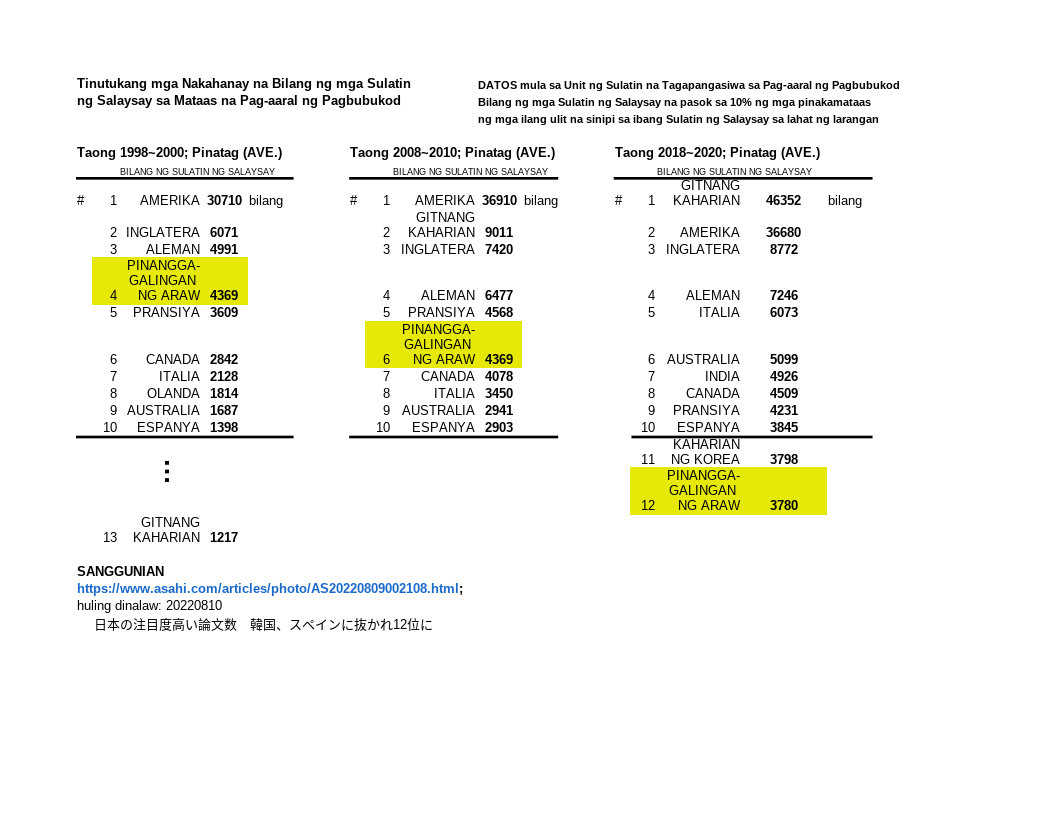 Tinutukang mga Nakahanay na Bilang ng mga Sulatin
ng Salaysay sa Mataas na Pag-aaral ng Pagbubukod
DATOS mula sa Unit ng Sulatin na Tagapangasiwa sa Pag-aaral ng Pagbubukod
Bilang ng mga Sulatin ng Salaysay na pasok sa 10% ng mga pinakamataas
ng mga ilang ulit na sinipi sa ibang Sulatin ng Salaysay sa lahat ng larangan
Taong 1998~2000; Pinatag (AVE.)
BILANG NG SULATIN NG SALAYSAY
# 1 AMERIKA 30710 bilang
2 INGLATERA 6071
3 ALEMAN 4991
PINANGGA-
GALINGAN
4 NG ARAW 4369
5 PRANSIYA 3609
6 CANADA 2842
7 ITALIA 2128
8 OLANDA 1814
9 AUSTRALIA 1687
10 ESPANYA 1398
⋮
GITNANG
13 KAHARIAN 1217
Taong 2008~2010; Pinatag (AVE.)
BILANG NG SULATIN NG SALAYSAY
# 1 AMERIKA 36910 bilang
GITNANG
2 KAHARIAN 9011
3 INGLATERA 7420
4 ALEMAN 6477
5 PRANSIYA 4568
PINANGGA-
GALINGAN
6 NG ARAW 4369
7 CANADA 4078
8 ITALIA 3450
9 AUSTRALIA 2941
10 ESPANYA 2903
Taong 2018~2020; Pinatag (AVE.)
BILANG NG SULATIN NG SALAYSAY
GITNANG
# 1 KAHARIAN 46352 bilang
2 AMERIKA 36680
3 INGLATERA 8772
4 ALEMAN 7246
5 ITALIA 6073
6 AUSTRALIA 5099
7 INDIA 4926
8 CANADA 4509
9 PRANSIYA 4231
10 ESPANYA 3845
KAHARIAN
11 NG KOREA 3798
PINANGGA-
GALINGAN
12 NG ARAW 3780
SANGGUNIAN
https://www.asahi.com/articles/photo/AS20220809002108.html;
huling dinalaw: 20220810
日本の注目度高い論文数　韓国、スペインに抜かれ12位に